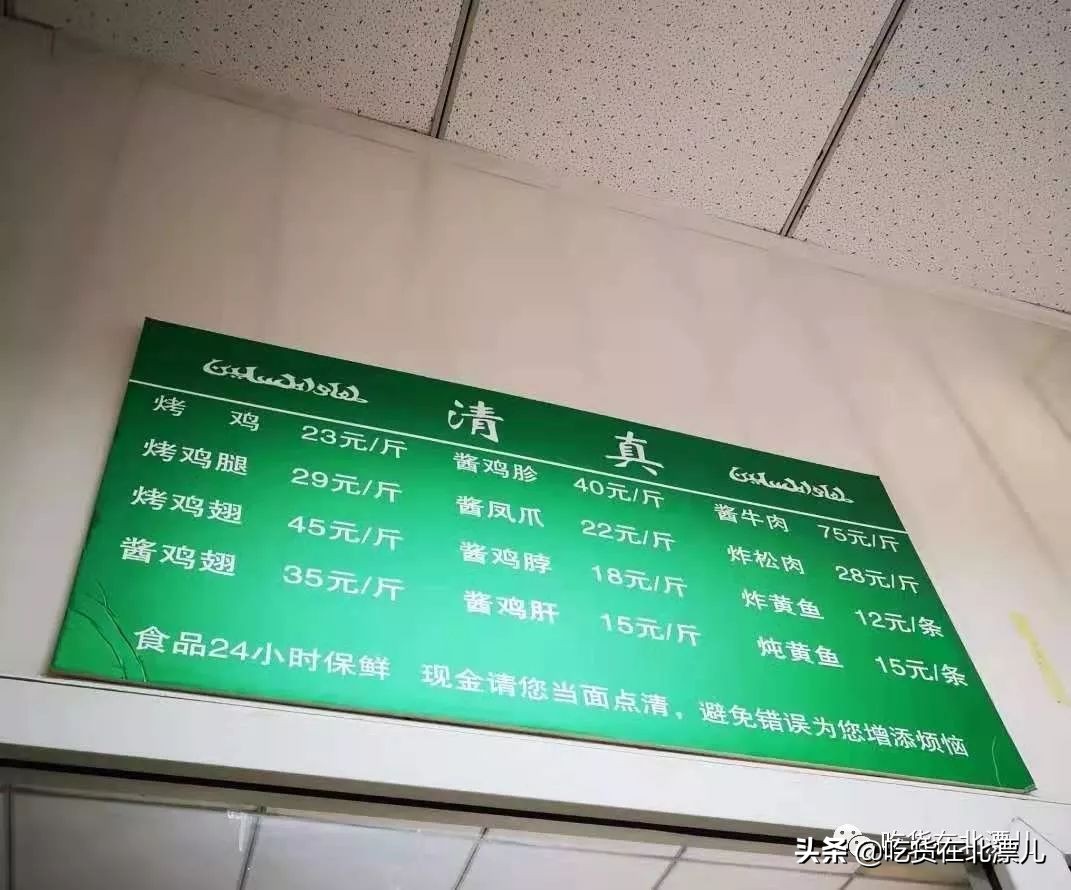 清 真
烤 鸡 23元/斤 酱鸡胗 40元/斤 酱牛肉 75元/斤
烤鸡腿 29元/斤 酱凤爪 22元/斤 炸松肉 28元/斤
烤鸡翅 45元/斤 酱鸡脖 18元/斤 炸黄鱼 12元/条
酱鸡翅 35元/斤 酱鸡肝 15元/斤 炖黄鱼 15元/条
食品24小时保鲜 现金请您当面点清，避免错误为您增添烦恼
吃货在北漂儿
头条@吃货在北漂儿